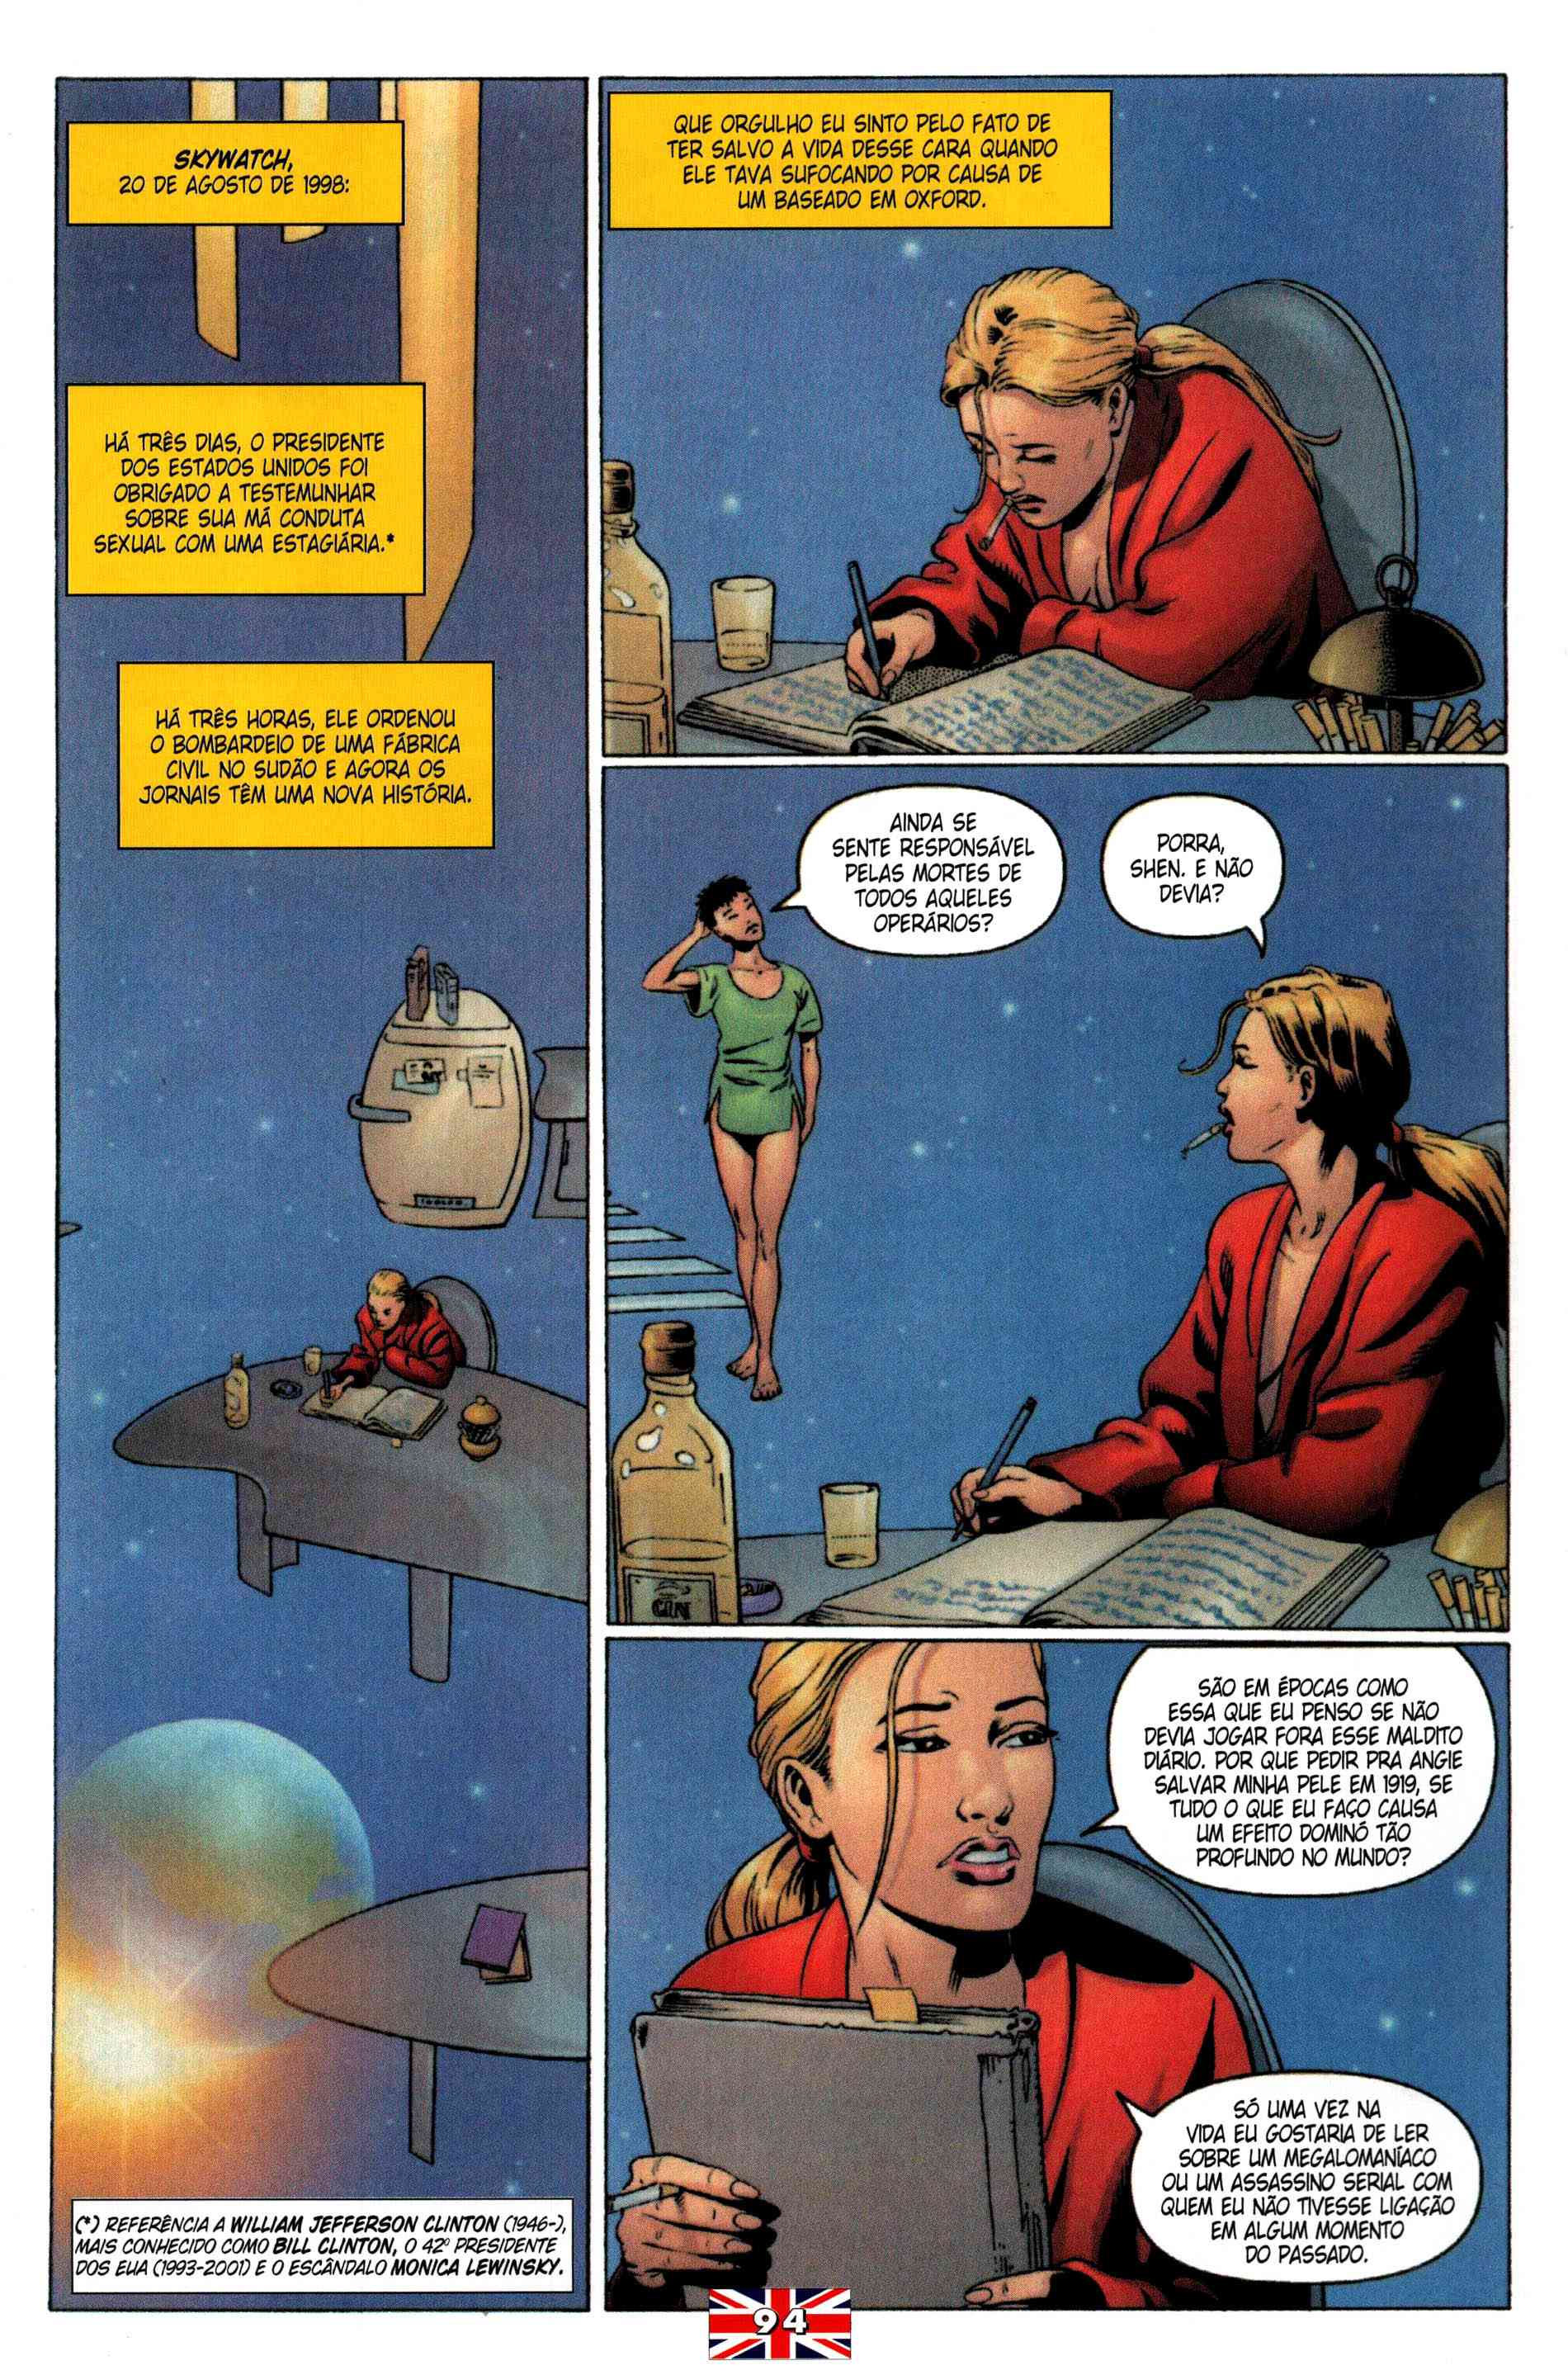 SKYWATCH,
20 DE AGOSTO DE 1998:
HÁ TRÊS DIAS, O PRESIDENTE
DOS ESTADOS UNIDOS FOI
OBRIGADO A TESTEMUNHAR
SOBRE SUA MÁ CONDUTA
SEXUAL COM UMA ESTAGIÁRIA.*
HÁ TRÊS HORAS, ELE ORDENOU
O BOMBARDEIO DE UMA FÁBRICA
CIVIL NO SUDÃO E AGORA OS
JORNAIS TÊM UMA NOVA HISTÓRIA.
(*) REFERÊNCIA A WILLIAM JEFFERSON CLINTON (1946-),
MAIS CONHECIDO COMO BILL CLINTON, O 42º PRESIDENTE
DOS EUA (1993-2001) E O ESCÂNDALO MONICA LEWINSKY.
QUE ORGULHO EU SINTO PELO FATO DE
TER SALVO A VIDA DESSE CARA QUANDO
ELE TAVA SUFOCANDO POR CAUSA DE
UM BASEADO EM OXFORD.
AINDA SE
SENTE RESPONSÁVEL
PELAS MORTES DE
TODOS AQUELES
OPERÁRIOS?
PORRA,
SHEN. E NÃO
DEVIA?
GIN
SÃO EM ÉPOCAS COMO
ESSA QUE EU PENSO SE NÃO
DEVIA JOGAR FORA ESSE MALDITO
DIÁRIO. POR QUE PEDIR PRA ANGIE
SALVAR MINHA PELE EM 1919, SE
TUDO O QUE EU FAÇO CAUSA
UM EFEITO DOMINÓ TÃO
PROFUNDO NO MUNDO?
SÓ UMA VEZ NA
VIDA EU GOSTARIA DE LER
SOBRE UM MEGALOMANÍACO
OU UM ASSASSINO SERIAL COM
QUEM EU NÃO TIVESSE LIGAÇÃO
EM ALGUM MOMENTO
DO PASSADO.
94